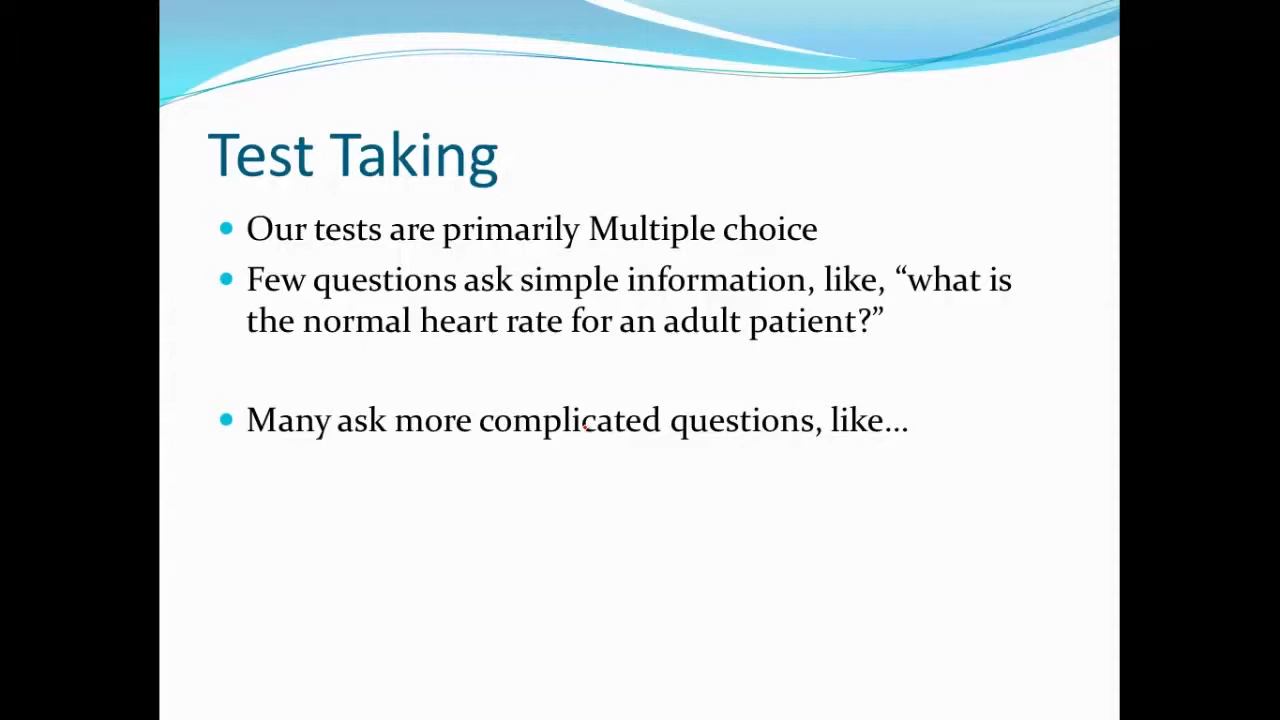 Test Taking
• Our tests are primarily Multiple choice
• Few questions ask simple information, like, “what is
the normal heart rate for an adult patient?”
• Many ask more complicated questions, like…